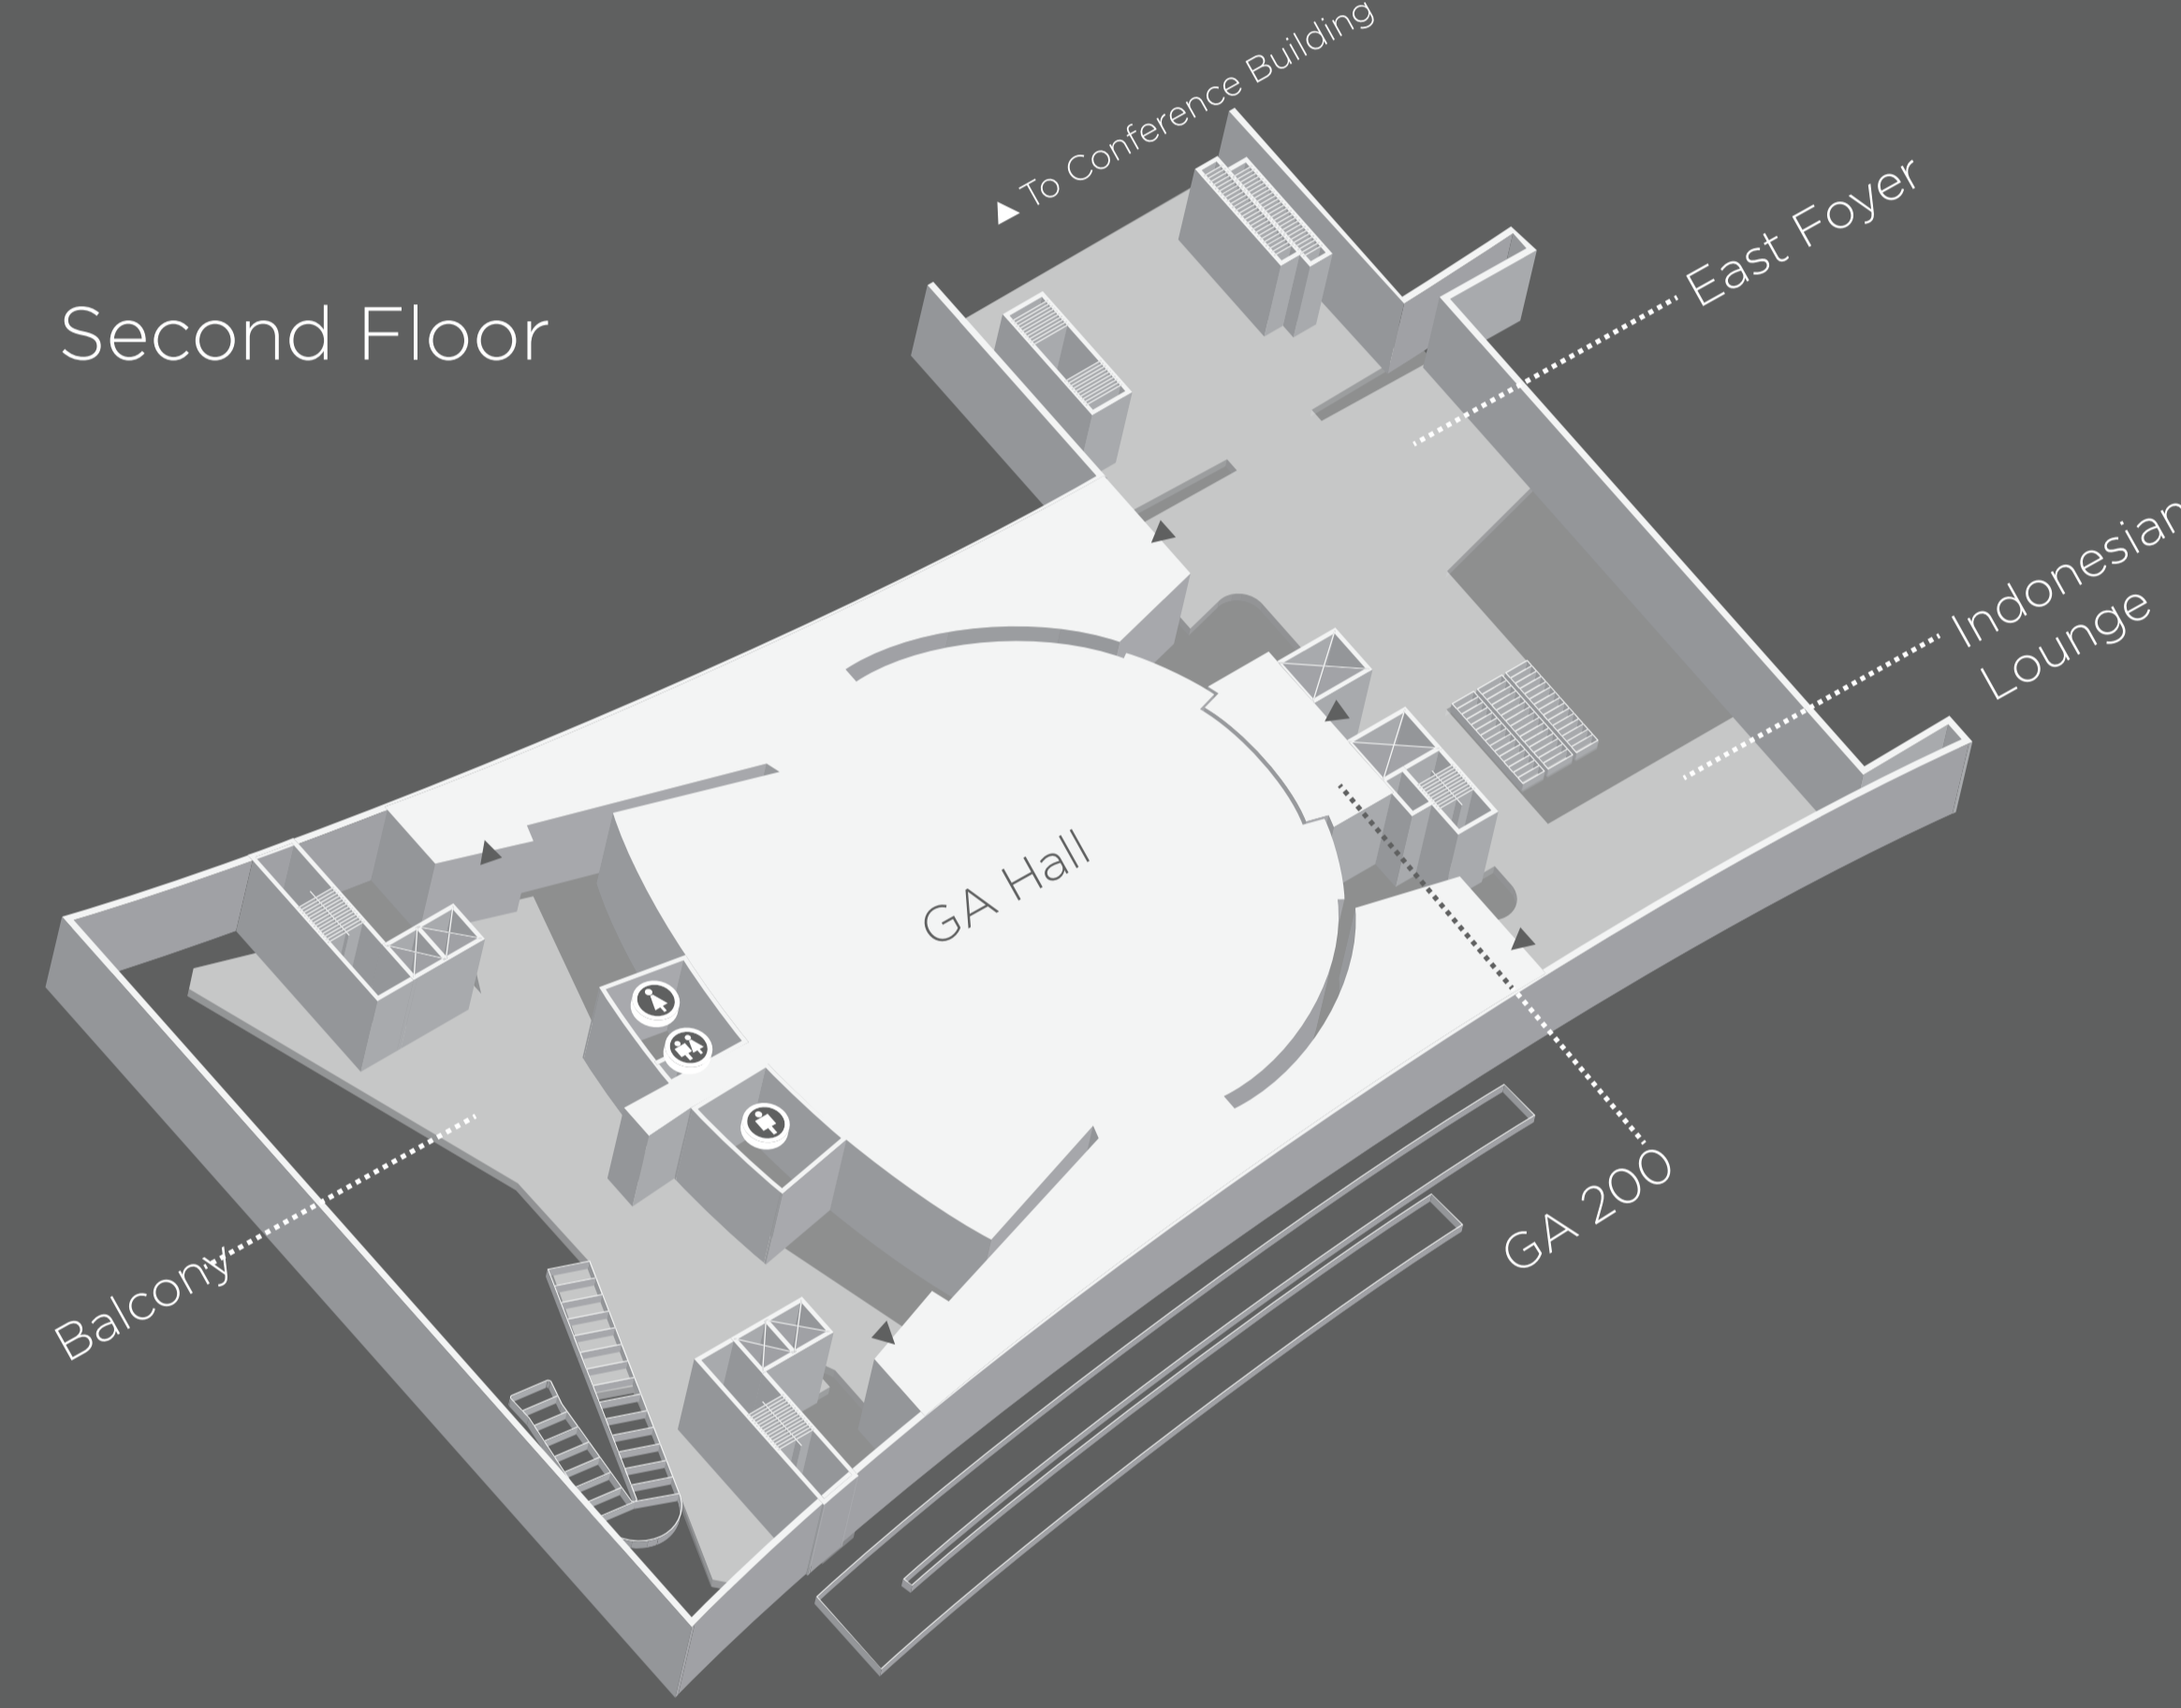 To Conference Building
East Foyer
Second Floor
Indonesian
Lounge
GA Hall
GA 200
Balcony